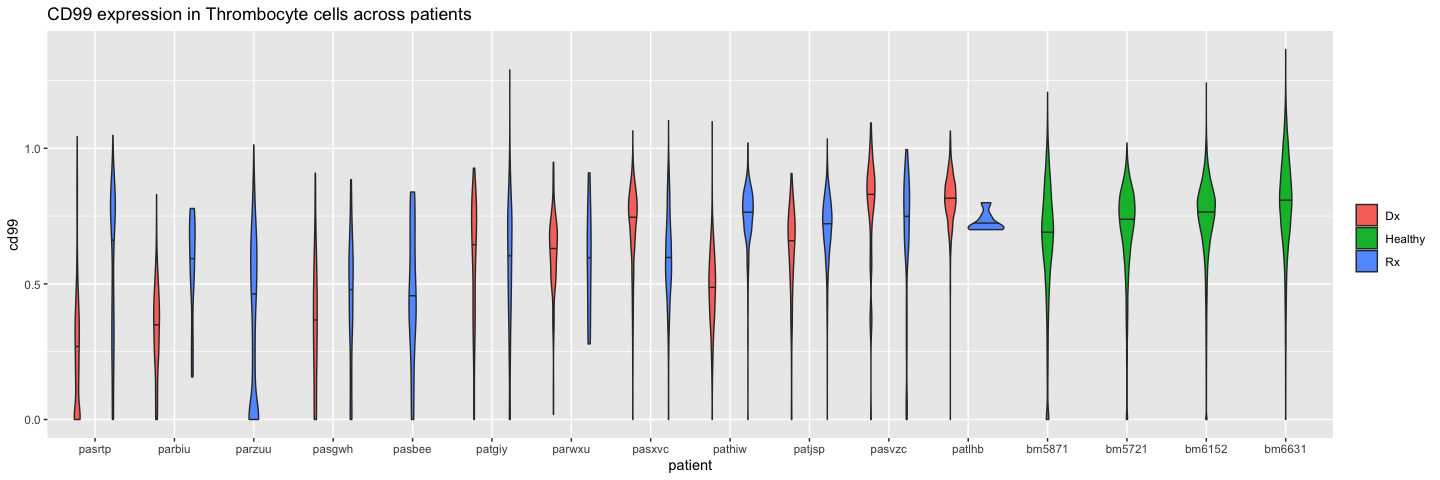 CD99 expression in Thrombocyte cells across patients
cd99
1.0
0.5
0.0
pasrtp parbiu parzuu pasgwh pasbee patgiy parwxu pasxvc pathiw patjsp pasvzc patlhb bm5871 bm5721 bm6152 bm6631
patient
Dx
Healthy
Rx